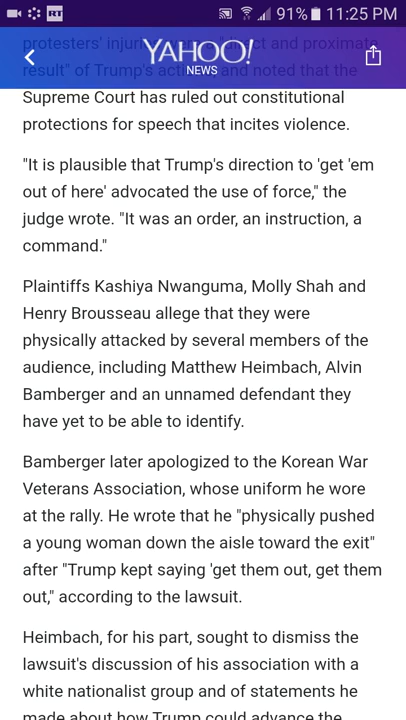 RT 91% 11:25 PM
protesters' "direct and proximate
YAHOO!
NEWS
result" of Trump's and noted that the
Supreme Court has ruled out constitutional
protections for speech that incites violence.
"It is plausible that Trump's direction to 'get 'em
out of here' advocated the use of force," the
judge wrote. "It was an order, an instruction, a
command."
Plaintiffs Kashiya Nwanguma, Molly Shah and
Henry Brousseau allege that they were
physically attacked by several members of the
audience, including Matthew Heimbach, Alvin
Bamberger and an unnamed defendant they
have yet to be able to identify.
Bamberger later apologized to the Korean War
Veterans Association, whose uniform he wore
at the rally. He wrote that he "physically pushed
a young woman down the aisle toward the exit"
after "Trump kept saying 'get them out, get them
out," according to the lawsuit.
Heimbach, for his part, sought to dismiss the
lawsuit's discussion of his association with a
white nationalist group and of statements he
made about how Trump could advance the